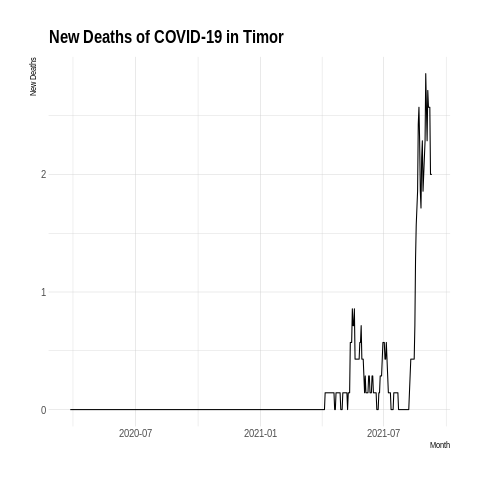 New Deaths of COVID-19 in Timor
New Deaths
2
1
0
2020-07
2021-01
2021-07
Month